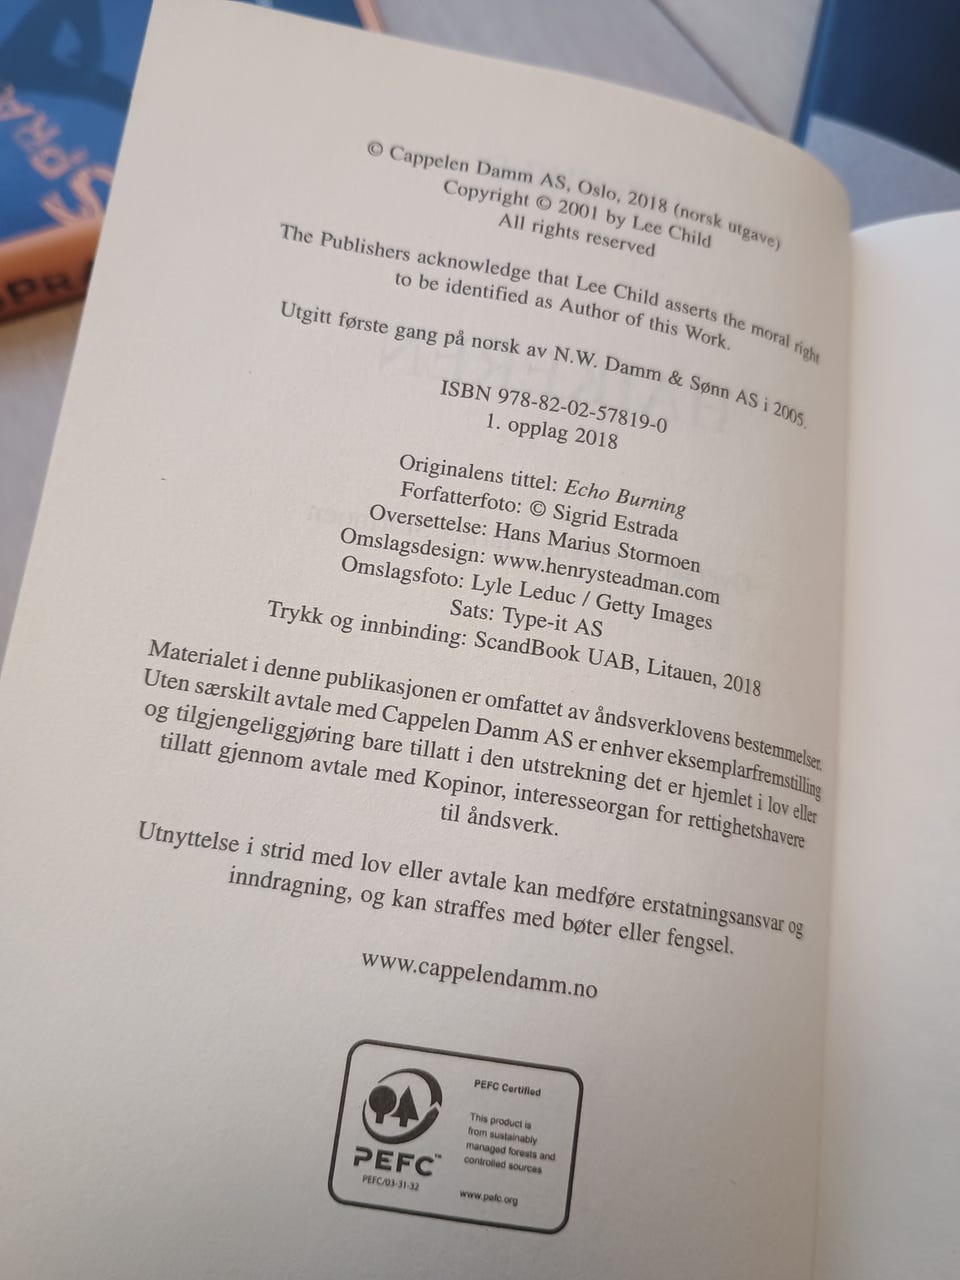 © Cappelen Damm AS, Oslo, 2018 (norsk utgave)
Copyright © 2001 by Lee Child
All rights reserved
The Publishers acknowledge that Lee Child asserts the moral right
to be identified as Author of this Work.
Utgitt første gang på norsk av N.W. Damm & Sønn AS i 2005.
ISBN 978-82-02-57819-0
1. opplag 2018
Originalens tittel: Echo Burning
Forfatterfoto: © Sigrid Estrada
Oversettelse: Hans Marius Stormoen
Omslagsdesign: www.henrysteadman.com
Omslagsfoto: Lyle Leduc / Getty Images
Sats: Type-it AS
Trykk og innbinding: ScandBook UAB, Litauen, 2018
Materialet i denne publikasjonen er omfattet av åndsverklovens bestemmelser.
Uten særskilt avtale med Cappelen Damm AS er enhver eksemplarfremstilling
og tilgjengeliggjøring bare tillatt i den utstrekning det er hjemlet i lov eller
tillatt gjennom avtale med Kopinor, interesseorgan for rettighetshavere
til åndsverk.
Utnyttelse i strid med lov eller avtale kan medføre erstatningsansvar og
inndragning, og kan straffes med bøter eller fengsel.
www.cappelendamm.no
PEFC Certified
This product is
from sustainably
managed forests and
controlled sources
www.pefc.org
PEFC™
PEFC/03-31-32